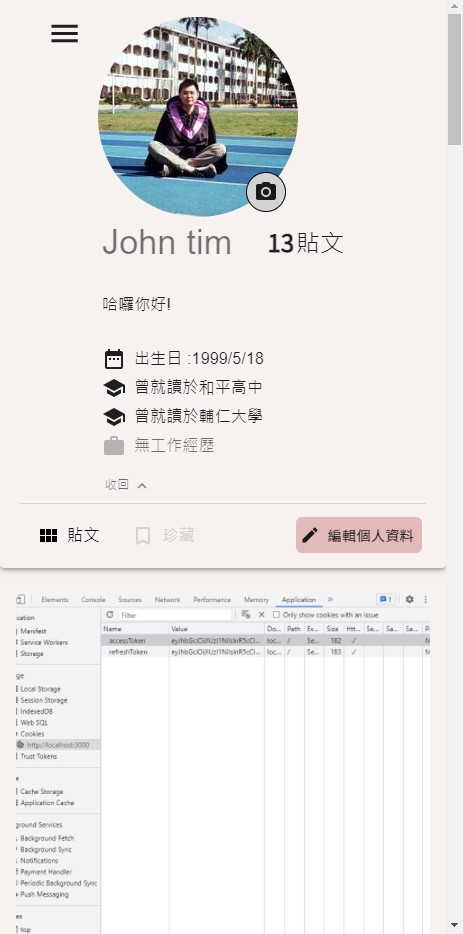 John tim 13貼文
哈囉你好!
出生日 :1999/5/18
曾就讀於和平高中
曾就讀於輔仁大學
無工作經歷
收回
貼文 珍藏 編輯個人資料
Elements Console Sources Network Performance Memory Application » 1
cation Filter Only show cookies with an issue
Manifest Name Value Do... Path Ex... Size Htt... Se... Sa... Se... P
Service Workers accessToken loc... / Se... 182 ✓ M
Storage refreshToken loc... / Se... 183 ✓ M
ge
Local Storage
Session Storage
IndexedDB
Web SQL
Cookies
http://localhost:3000
Trust Tokens
e
Cache Storage
Application Cache
ground Services
Background Fetch
Background Sync
Notifications
Payment Handler
Periodic Background Sync
Push Messaging
es
top